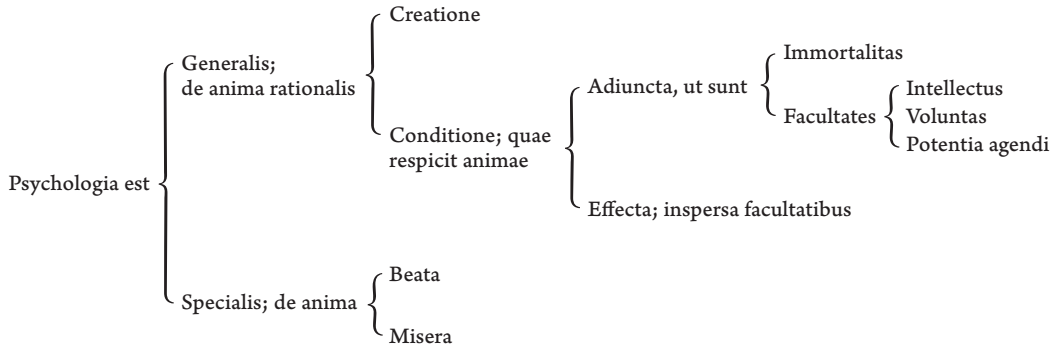 Psychologia est
Generalis;
de anima rationalis
Creatione
Conditione; quae
respicit animae
Adiuncta, ut sunt
Immortalitas
Facultates
Intellectus
Voluntas
Potentia agendi
Effecta; inspersa facultatibus
Specialis; de anima
Beata
Misera